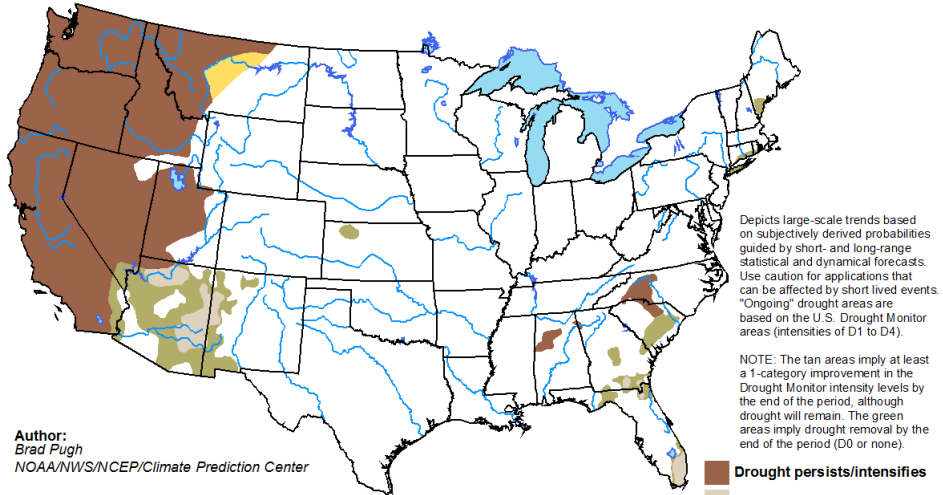 Depicts large-scale trends based
on subjectively derived probabilities
guided by short- and long-range
statistical and dynamical forecasts.
Use caution for applications that
can be affected by short lived events.
"Ongoing" drought areas are
based on the U.S. Drought Monitor
areas (intensities of D1 to D4).
NOTE: The tan areas imply at least
a 1-category improvement in the
Drought Monitor intensity levels by
the end of the period, although
drought will remain. The green
areas imply drought removal by the
end of the period (D0 or none).
Author:
Brad Pugh
NOAA/NWS/NCEP/Climate Prediction Center
Drought persists/intensifies